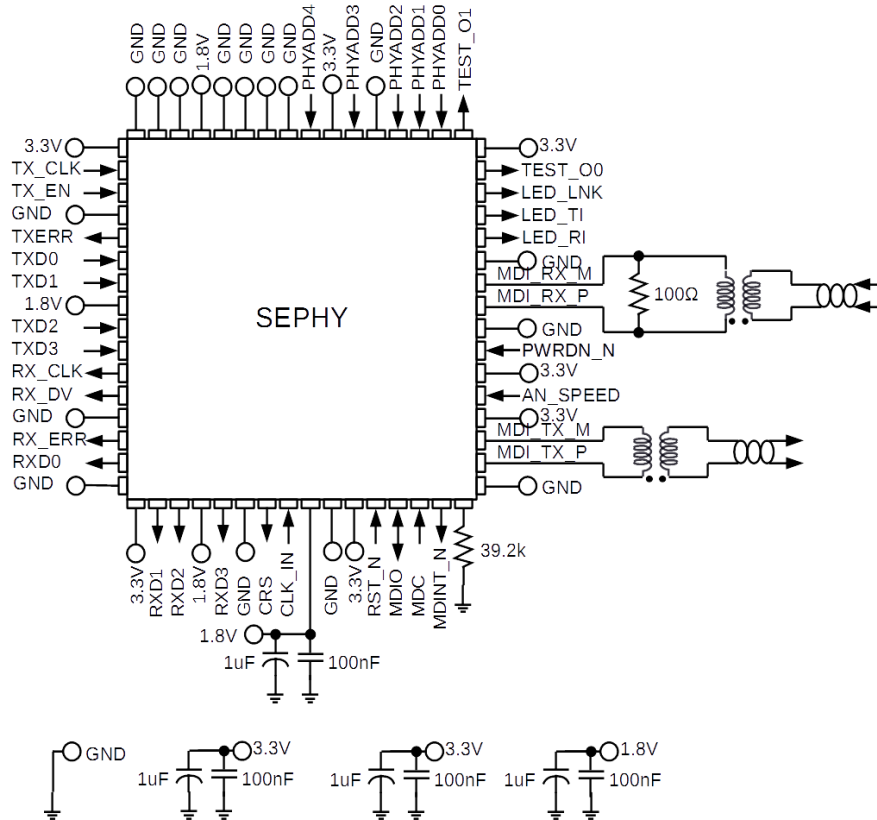 GND
GND
GND
1.8V
GND
GND
GND
GND
PHYADD4
3.3V
PHYADD3
GND
PHYADD2
PHYADD1
PHYADD0
TEST_O1
3.3V
TX_CLK
TX_EN
GND
TXERR
TXD0
TXD1
1.8V
TXD2
TXD3
RX_CLK
RX_DV
GND
RX_ERR
RXD0
GND
SEPHY
3.3V
TEST_O0
LED_LNK
LED_TI
LED_RI
GND
MDI_RX_M
MDI_RX_P
100Ω
GND
PWRDN_N
3.3V
AN_SPEED
3.3V
MDI_TX_M
MDI_TX_P
GND
3.3V
RXD1
RXD2
1.8V
RXD3
GND
CRS
CLK_IN
GND
3.3V
RST_N
MDIO
MDC
MDINT_N
39.2k
1.8V
1uF
100nF
GND
3.3V
1uF
100nF
3.3V
1uF
100nF
1.8V
1uF
100nF